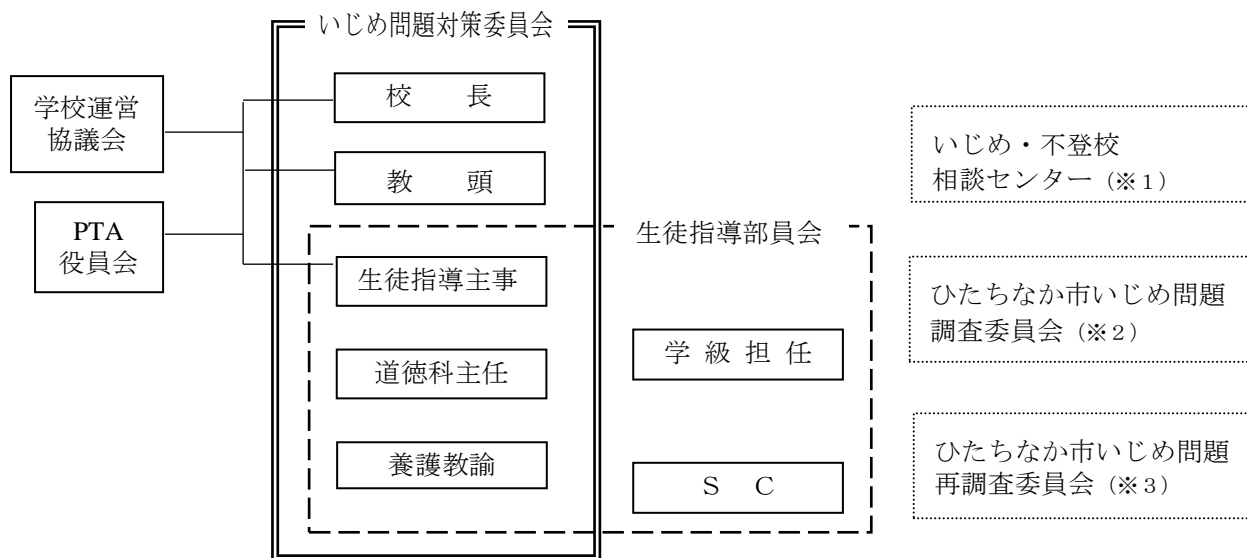 いじめ問題対策委員会
学校運営
協議会
PTA
役員会
校　　長
教　　頭
生徒指導部員会
生徒指導主事
道徳科主任
養護教諭
学 級 担 任
Ｓ　Ｃ
いじめ・不登校
相談センター（※１）
ひたちなか市いじめ問題
調査委員会（※２）
ひたちなか市いじめ問題
再調査委員会（※３）